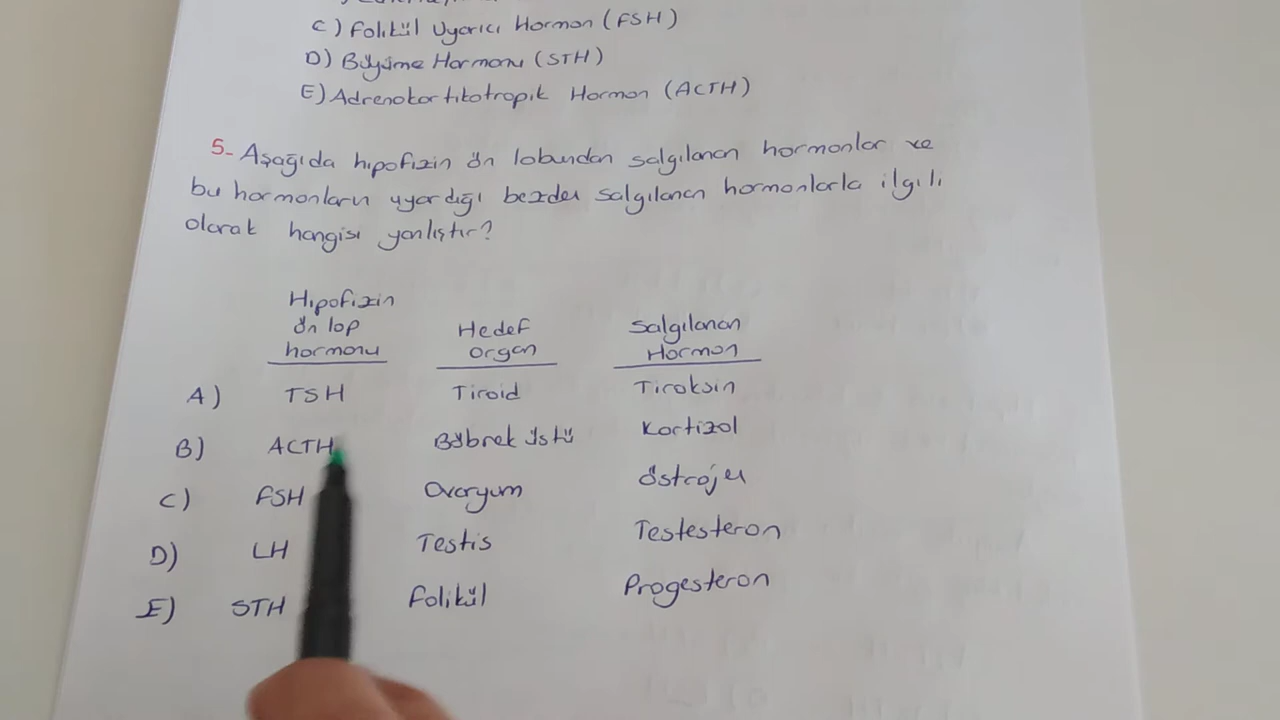 C) Folikül Uyarıcı Hormon (FSH)
D) Büyüme Hormonu (STH)
E) Adrenokortikotropik Hormon (ACTH)
5- Aşağıda hipofizin ön lobundan salgılanan hormonlar ve
bu hormonların uyardığı bezden salgılanan hormonlarla ilgili
olarak hangisi yanlıştır?
Hipofizin ön lop hormonu
Hedef organ
Salgılanan Hormon
A) TSH Tiroid Tiroksin
B) ACTH Böbrek üstü Kortizol
C) FSH Ovaryum östrojen
D) LH Testis Testesteron
E) STH Folikül Progesteron